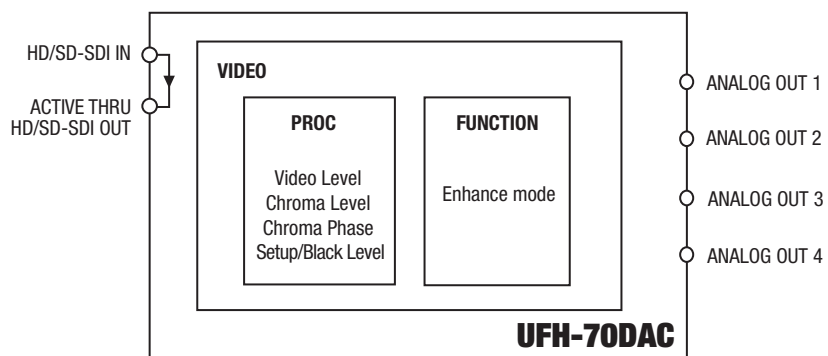 HD/SD-SDI IN
ACTIVE THRU
HD/SD-SDI OUT
VIDEO
PROC
Video Level
Chroma Level
Chroma Phase
Setup/Black Level
FUNCTION
Enhance mode
ANALOG OUT 1
ANALOG OUT 2
ANALOG OUT 3
ANALOG OUT 4
UFH-70DAC